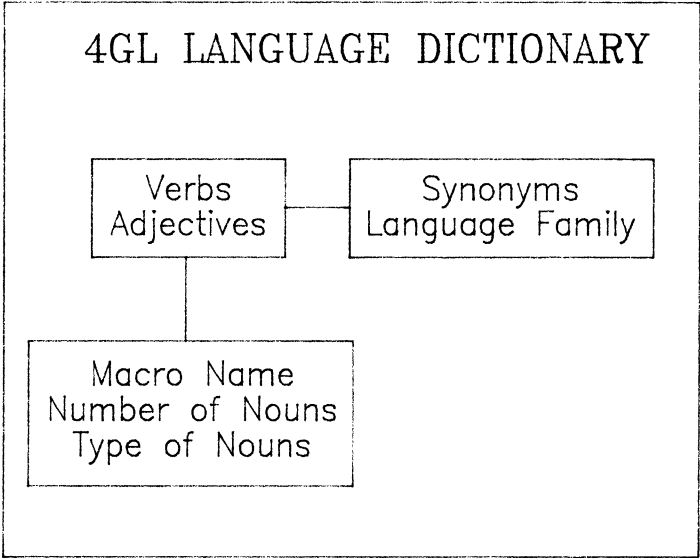 4GL LANGUAGE DICTIONARY
Verbs
Adjectives
Synonyms
Language Family
Macro Name
Number of Nouns
Type of Nouns